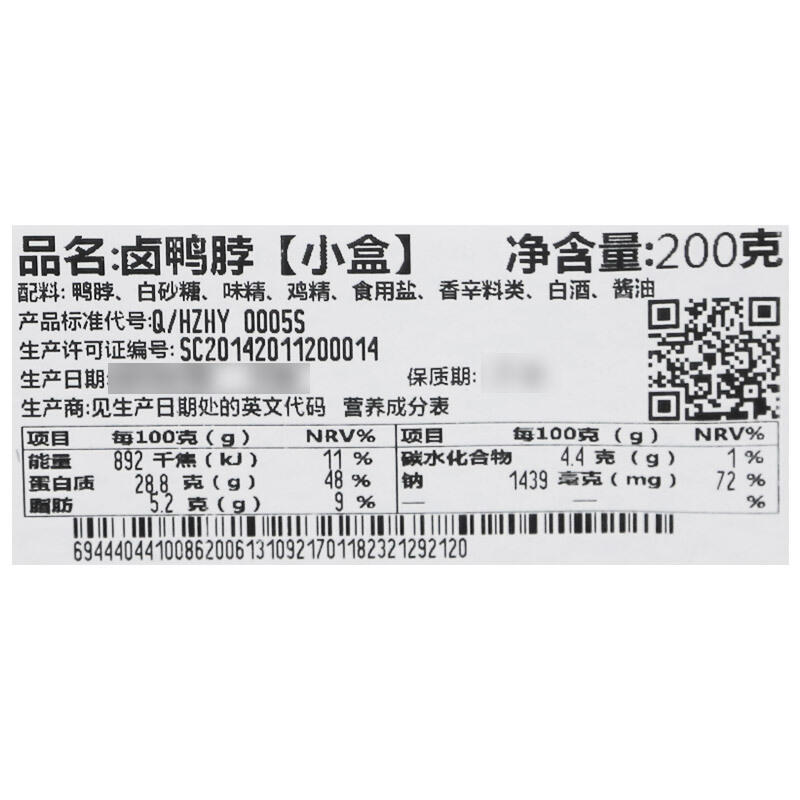 品名:卤鸭脖【小盒】 净含量:200克
配料: 鸭脖、白砂糖、味精、鸡精、食用盐、香辛料类、白酒、酱油
产品标准代号:Q/HZHY 0005S
生产许可证编号: SC20142011200014
生产日期: 保质期:
生产商:见生产日期处的英文代码 营养成分表
项目 每100克(g) NRV% 项目 每100克(g) NRV%
能量 892 千焦(kJ) 11 % 碳水化合物 4.4 克(g) 1 %
蛋白质 28.8 克(g) 48 % 钠 1439 毫克(mg) 72 %
脂肪 5.2 克(g) 9 % — — %
6944404410086200613109217011823212921​20